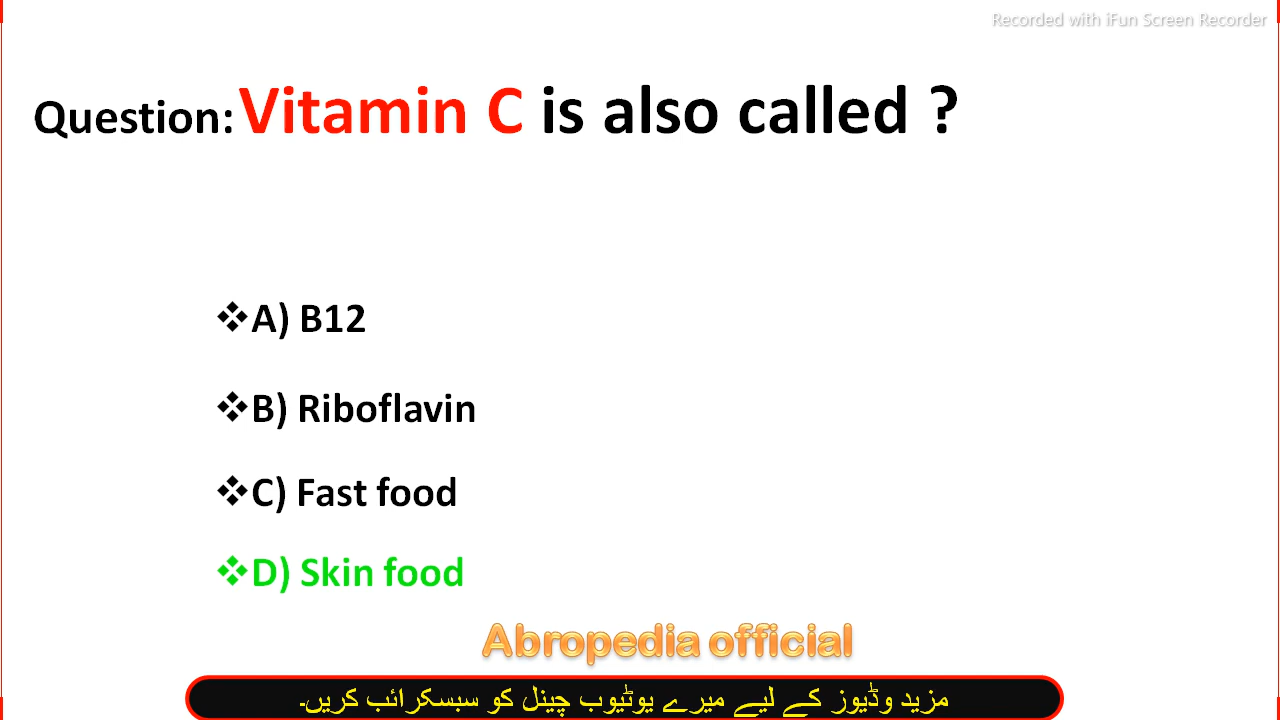 Recorded with iFun Screen Recorder
Question: Vitamin C is also called ?
❖A) B12
❖B) Riboflavin
❖C) Fast food
❖D) Skin food
Abropedia official
مزید وڈیوز کے لیے میرے یوٹیوب چینل کو سبسکرائب کریں۔